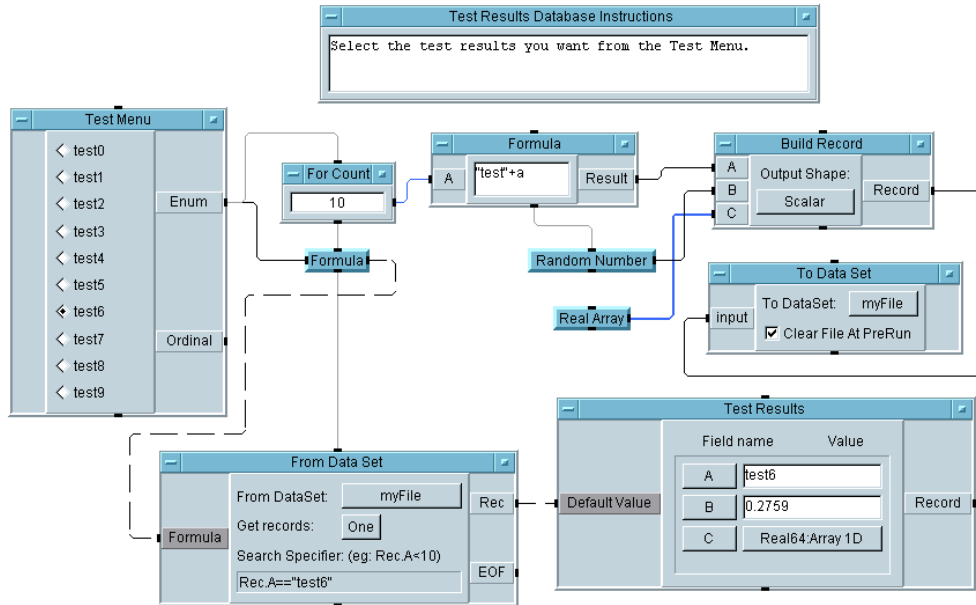 Test Results Database Instructions
Select the test results you want from the Test Menu.
Test Menu
test0
test1
test2
test3
test4
test5
test6
test7
test8
test9
Enum
Ordinal
For Count
10
Formula
A
"test"+a
Result
Build Record
A
B
C
Output Shape:
Scalar
Record
Formula
Random Number
Real Array
To Data Set
input
To DataSet: myFile
Clear File At PreRun
From Data Set
Formula
From DataSet: myFile
Get records: One
Search Specifier: (eg: Rec.A<10)
Rec.A=="test6"
Rec
EOF
Test Results
Default Value
Field name Value
A test6
B 0.2759
C Real64:Array 1D
Record